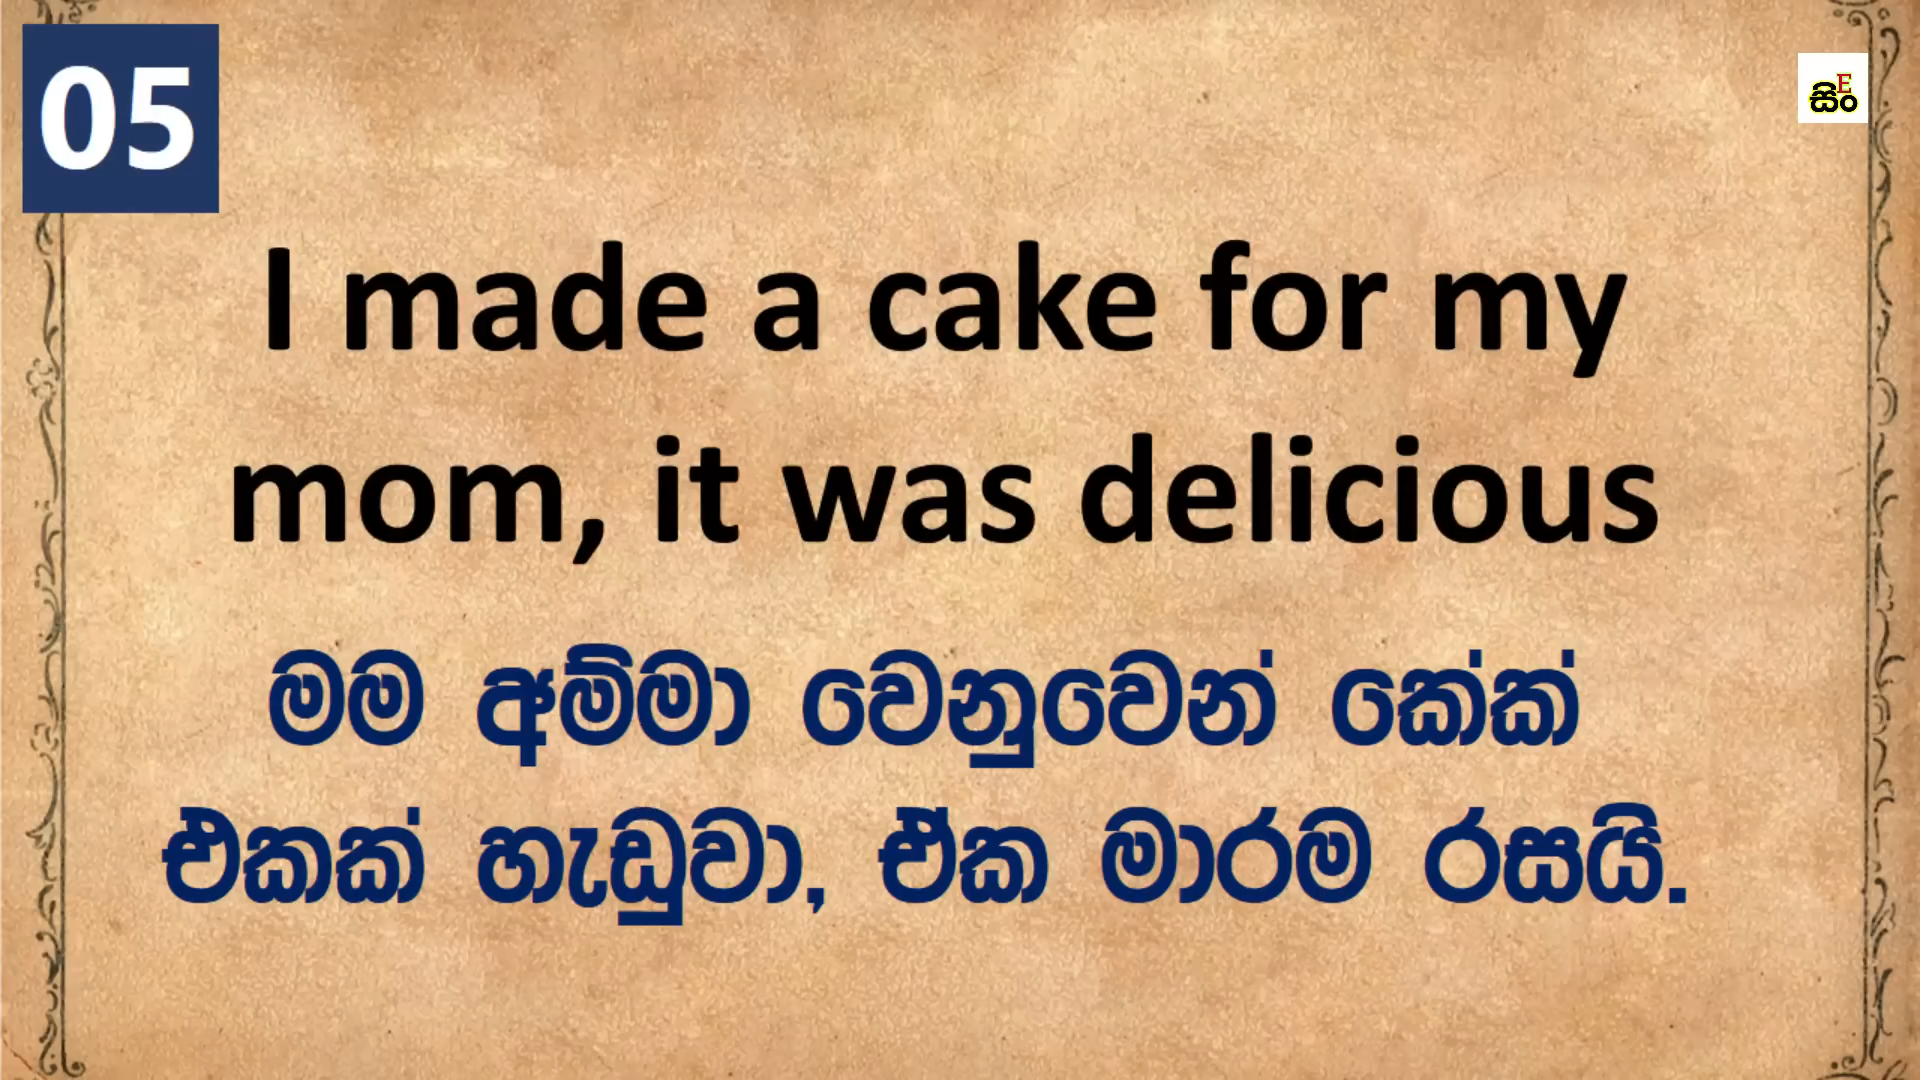 05
E
සිං
I made a cake for my
mom, it was delicious
මම අම්මා වෙනුවෙන් කේක්
එකක් හැඩුවා, ඒක මාරම රසයි.